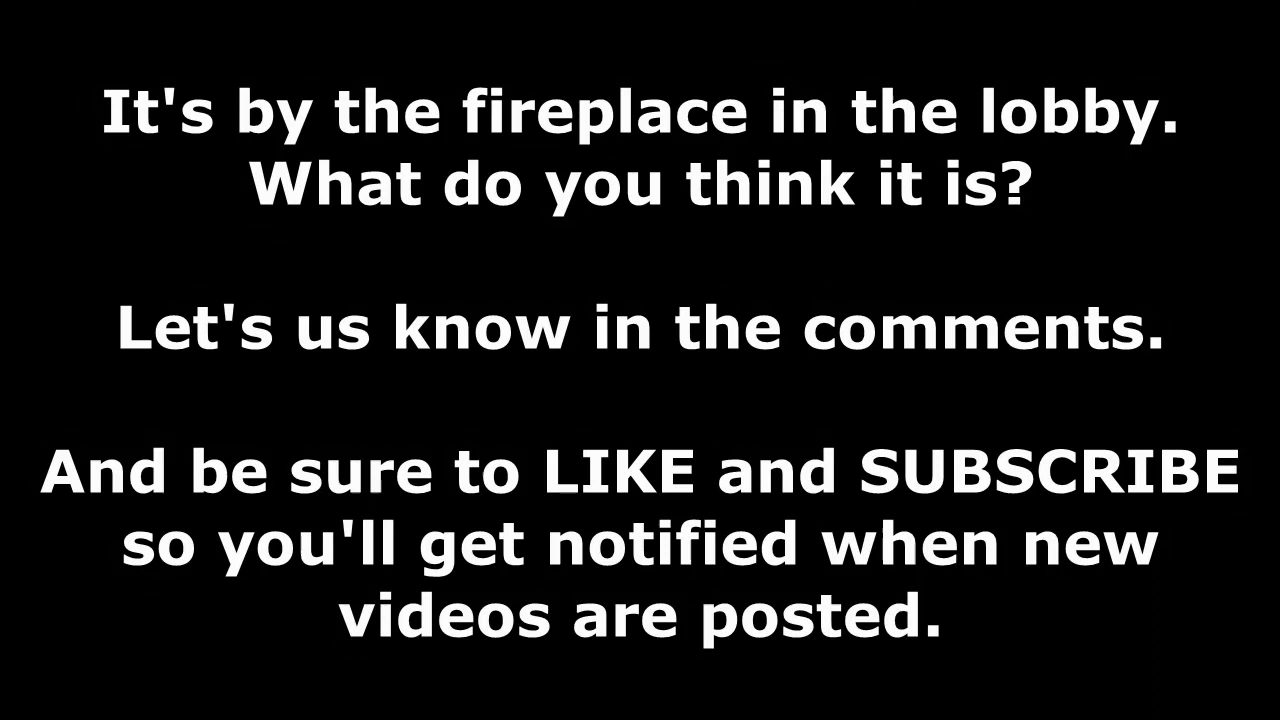 It's by the fireplace in the lobby.
What do you think it is?
Let's us know in the comments.
And be sure to LIKE and SUBSCRIBE
so you'll get notified when new
videos are posted.